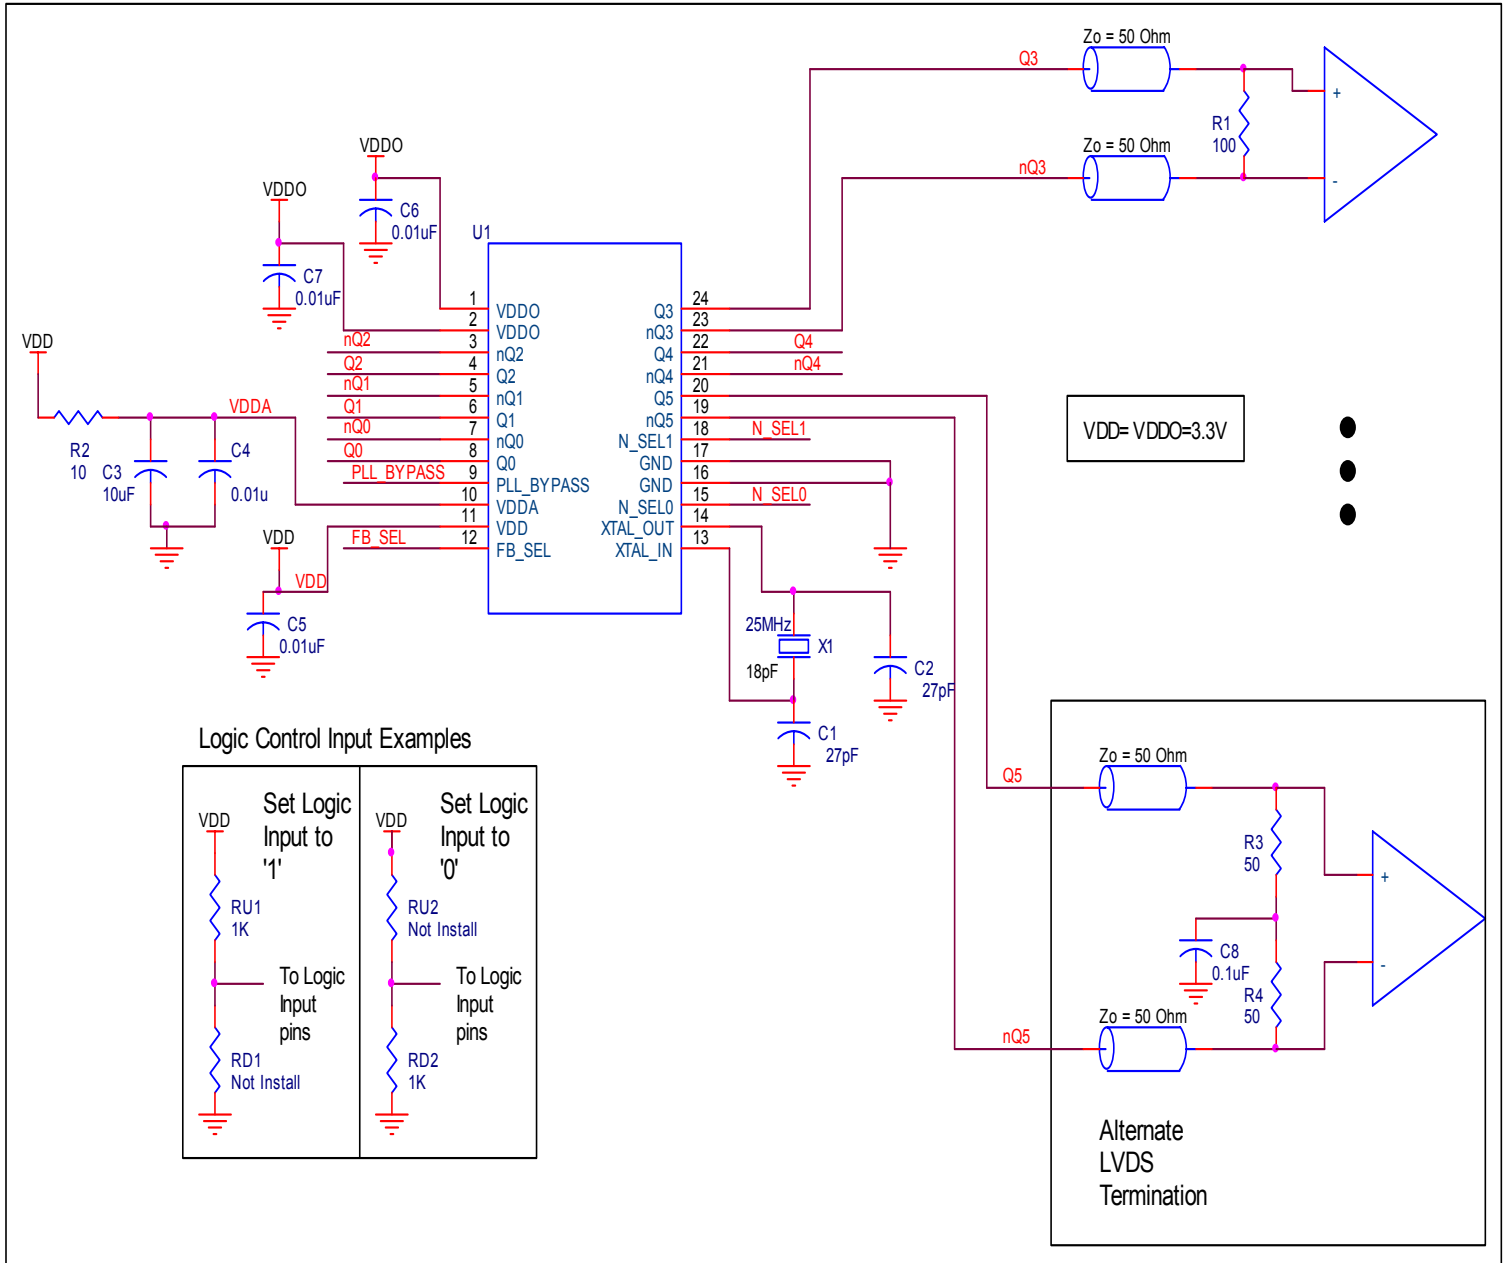 Zo = 50 Ohm
Q3
+
R1
100
Zo = 50 Ohm
nQ3
-
VDDO
C6
0.01uF
VDDO
C7
0.01uF
U1
1 VDDO
2 VDDO
nQ2 3 nQ2
Q2 4 Q2
nQ1 5 nQ1
Q1 6 Q1
nQ0 7 nQ0
Q0 8 Q0
PLL_BYPASS 9 PLL_BYPASS
10 VDDA
11 VDD
FB_SEL 12 FB_SEL
Q3 24
nQ3 23
Q4 22 Q4
nQ4 21 nQ4
Q5 20
nQ5 19
N_SEL1 18 N_SEL1
GND 17
GND 16
N_SEL0 15 N_SEL0
XTAL_OUT 14
XTAL_IN 13
VDD
VDDA
R2
10
C3
10uF
C4
0.01u
VDD
VDD
C5
0.01uF
VDD= VDDO=3.3V
25MHz
X1
18pF
C2
27pF
C1
27pF
Logic Control Input Examples
VDD
Set Logic
Input to
'1'
RU1
1K
To Logic
Input
pins
RD1
Not Install
VDD
Set Logic
Input to
'0'
RU2
Not Install
To Logic
Input
pins
RD2
1K
Q5
Zo = 50 Ohm
R3
50
+
C8
0.1uF
-
R4
50
nQ5
Zo = 50 Ohm
Alternate
LVDS
Termination